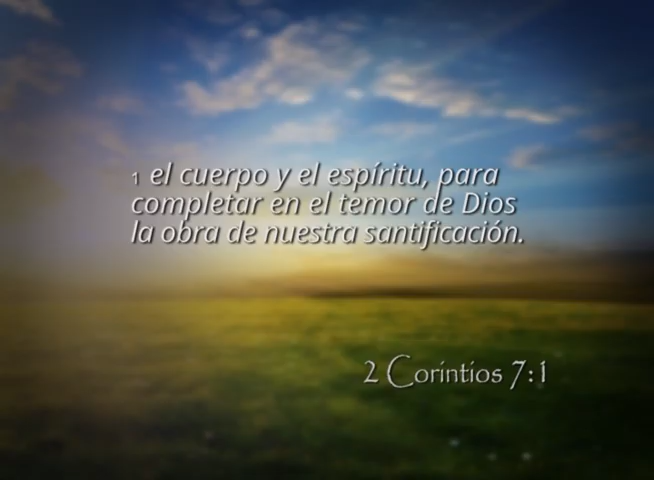 1 el cuerpo y el espíritu, para
completar en el temor de Dios
la obra de nuestra santificación.
2 Corintios 7:1